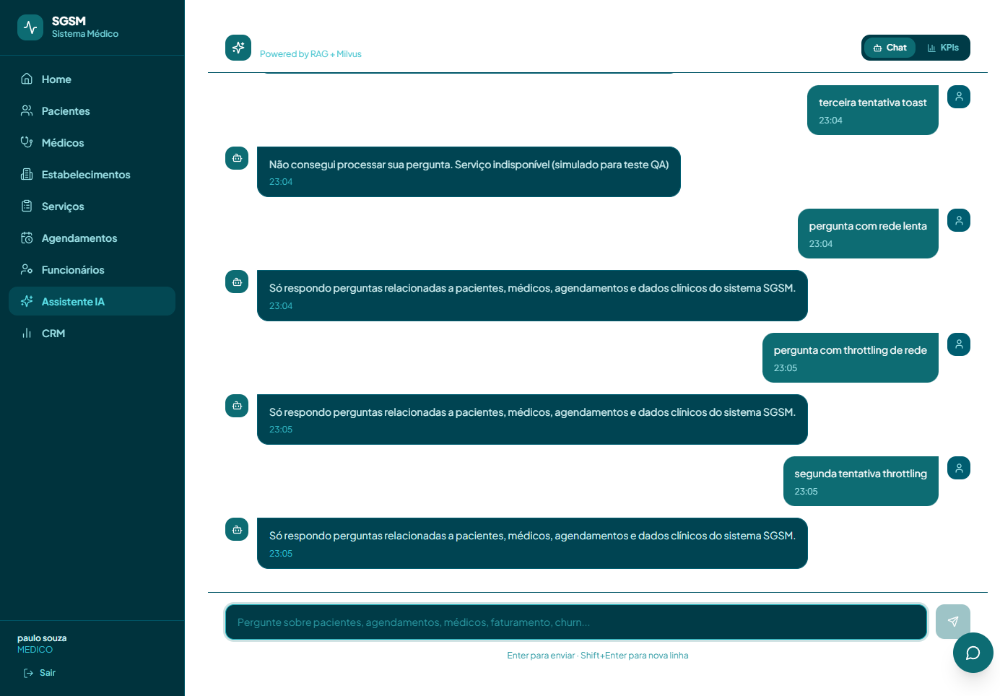 SGSM
Sistema Médico
Home
Pacientes
Médicos
Estabelecimentos
Serviços
Agendamentos
Funcionários
Assistente IA
CRM
paulo souza
MEDICO
Sair
Powered by RAG + Milvus
Chat
KPIs
terceira tentativa toast
23:04
Não consegui processar sua pergunta. Serviço indisponível (simulado para teste QA)
23:04
pergunta com rede lenta
23:04
Só respondo perguntas relacionadas a pacientes, médicos, agendamentos e dados clínicos do sistema SGSM.
23:04
pergunta com throttling de rede
23:05
Só respondo perguntas relacionadas a pacientes, médicos, agendamentos e dados clínicos do sistema SGSM.
23:05
segunda tentativa throttling
23:05
Só respondo perguntas relacionadas a pacientes, médicos, agendamentos e dados clínicos do sistema SGSM.
23:05
Pergunte sobre pacientes, agendamentos, médicos, faturamento, churn...
Enter para enviar · Shift+Enter para nova linha